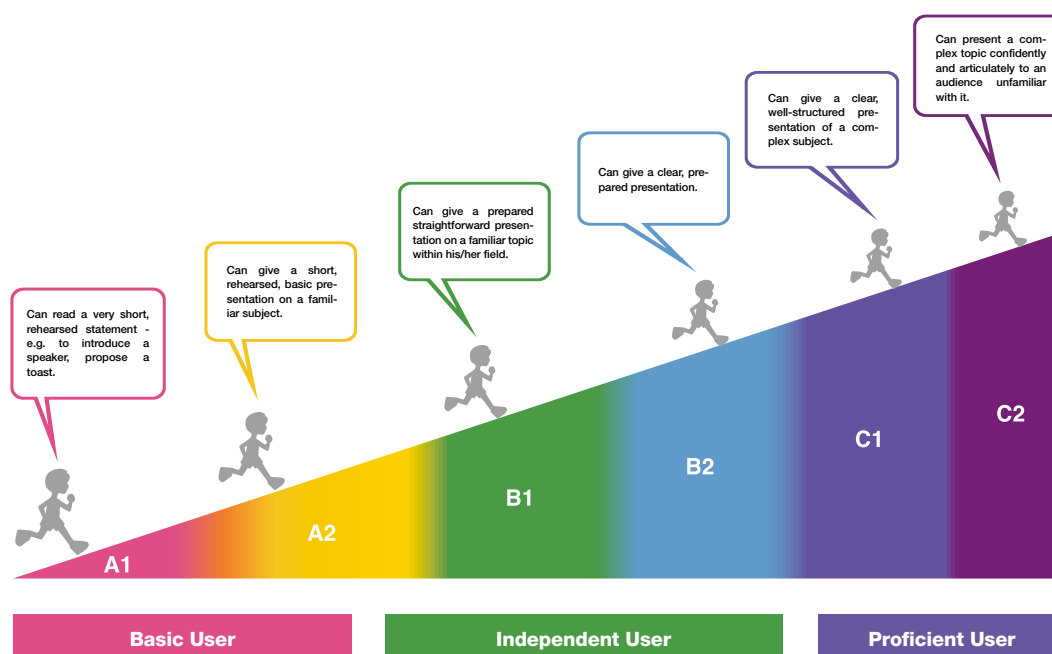 Can read a very short,
rehearsed statement -
e.g. to introduce a
speaker, propose a
toast.
Can give a short,
rehearsed, basic pre-
sentation on a famil-
iar subject.
Can give a prepared
straightforward presen-
tation on a familiar topic
within his/her field.
Can give a clear, pre-
pared presentation.
Can give a clear,
well-structured pre-
sentation of a com-
plex subject.
Can present a com-
plex topic confidently
and articulately to an
audience unfamiliar
with it.
A1
A2
B1
B2
C1
C2
Basic User
Independent User
Proficient User